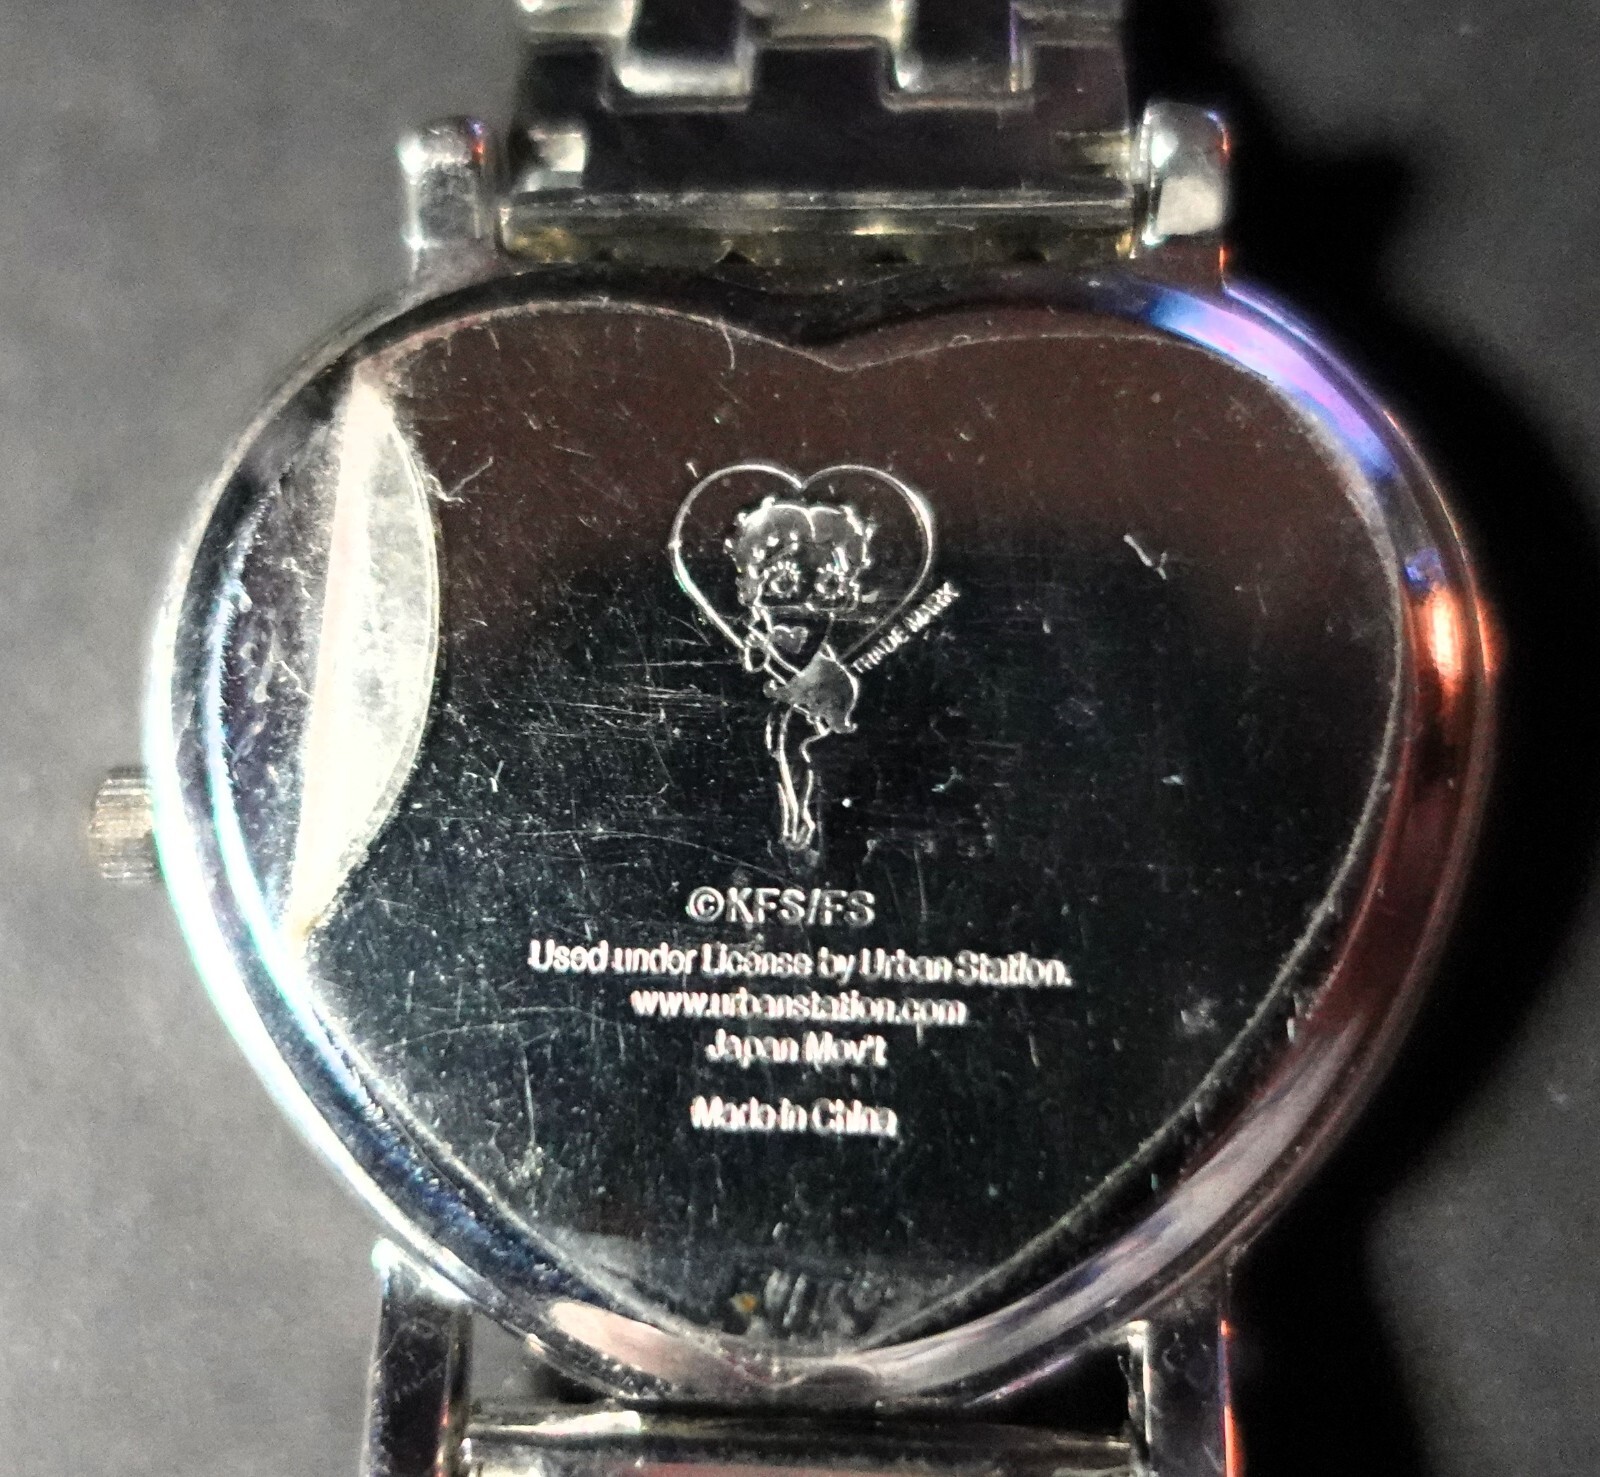 TRADE MARK
©KFS/FS
Used under License by Urban Station.
www.urbanstation.com
Japan Mov't
Made in China